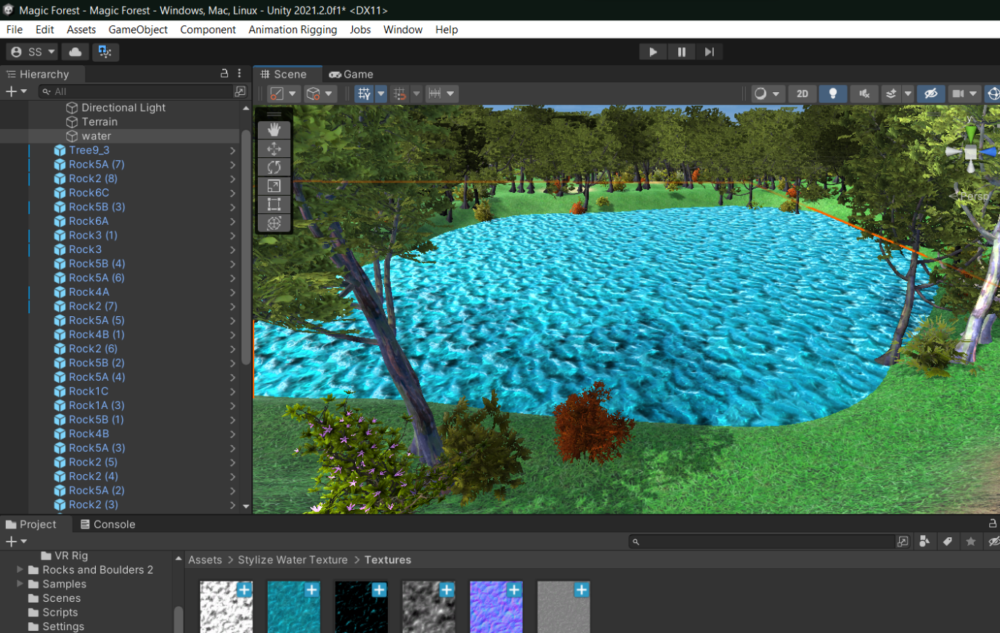 Magic Forest - Magic Forest - Windows, Mac, Linux - Unity 2021.2.0f1* <DX11>
File Edit Assets GameObject Component Animation Rigging Jobs Window Help
SS
Hierarchy
All
Directional Light
Terrain
water
Tree9_3
Rock5A (7)
Rock2 (8)
Rock6C
Rock5B (3)
Rock6A
Rock3 (1)
Rock3
Rock5B (4)
Rock5A (6)
Rock4A
Rock2 (7)
Rock5A (5)
Rock4B (1)
Rock2 (6)
Rock5B (2)
Rock5A (4)
Rock1C
Rock1A (3)
Rock5B (1)
Rock4B
Rock5A (3)
Rock2 (5)
Rock2 (4)
Rock5A (2)
Rock2 (3)
Scene Game
2D
y
Persp
Project Console
VR Rig
Rocks and Boulders 2
Samples
Scenes
Scripts
Settings
Assets > Stylize Water Texture > Textures